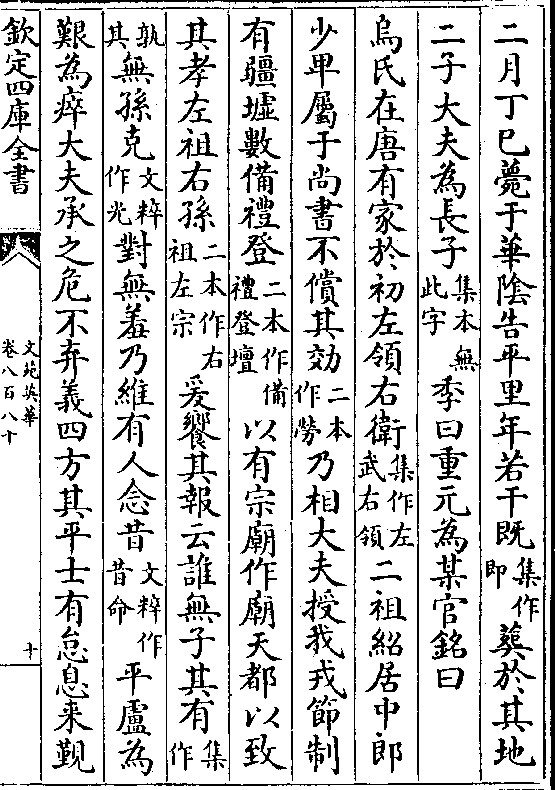 二月丁巳薨于華陰告平里年若干既集作即葬於其地
二子大夫為長子集本無此字季曰重元為某官銘曰
烏氏在唐有家於初左領右衛集作左武右領二祖紹居中郎
少卑屬于尚書不償其効二本作勞乃相大夫授我戎節制
有疆墟數備禮登二本作備禮登壇以有宗廟作廟天都以致
其孝左祖右孫二本作右祖左宗爰饗其報云誰無子其有集作
孰其無孫克文粹作光對無羞乃維有人念昔文粹作昔命平盧為
艱為瘁大夫承之危不弃義四方其平士有怠息来覲
欽定四庫全書
文苑英華
卷八百八十
十